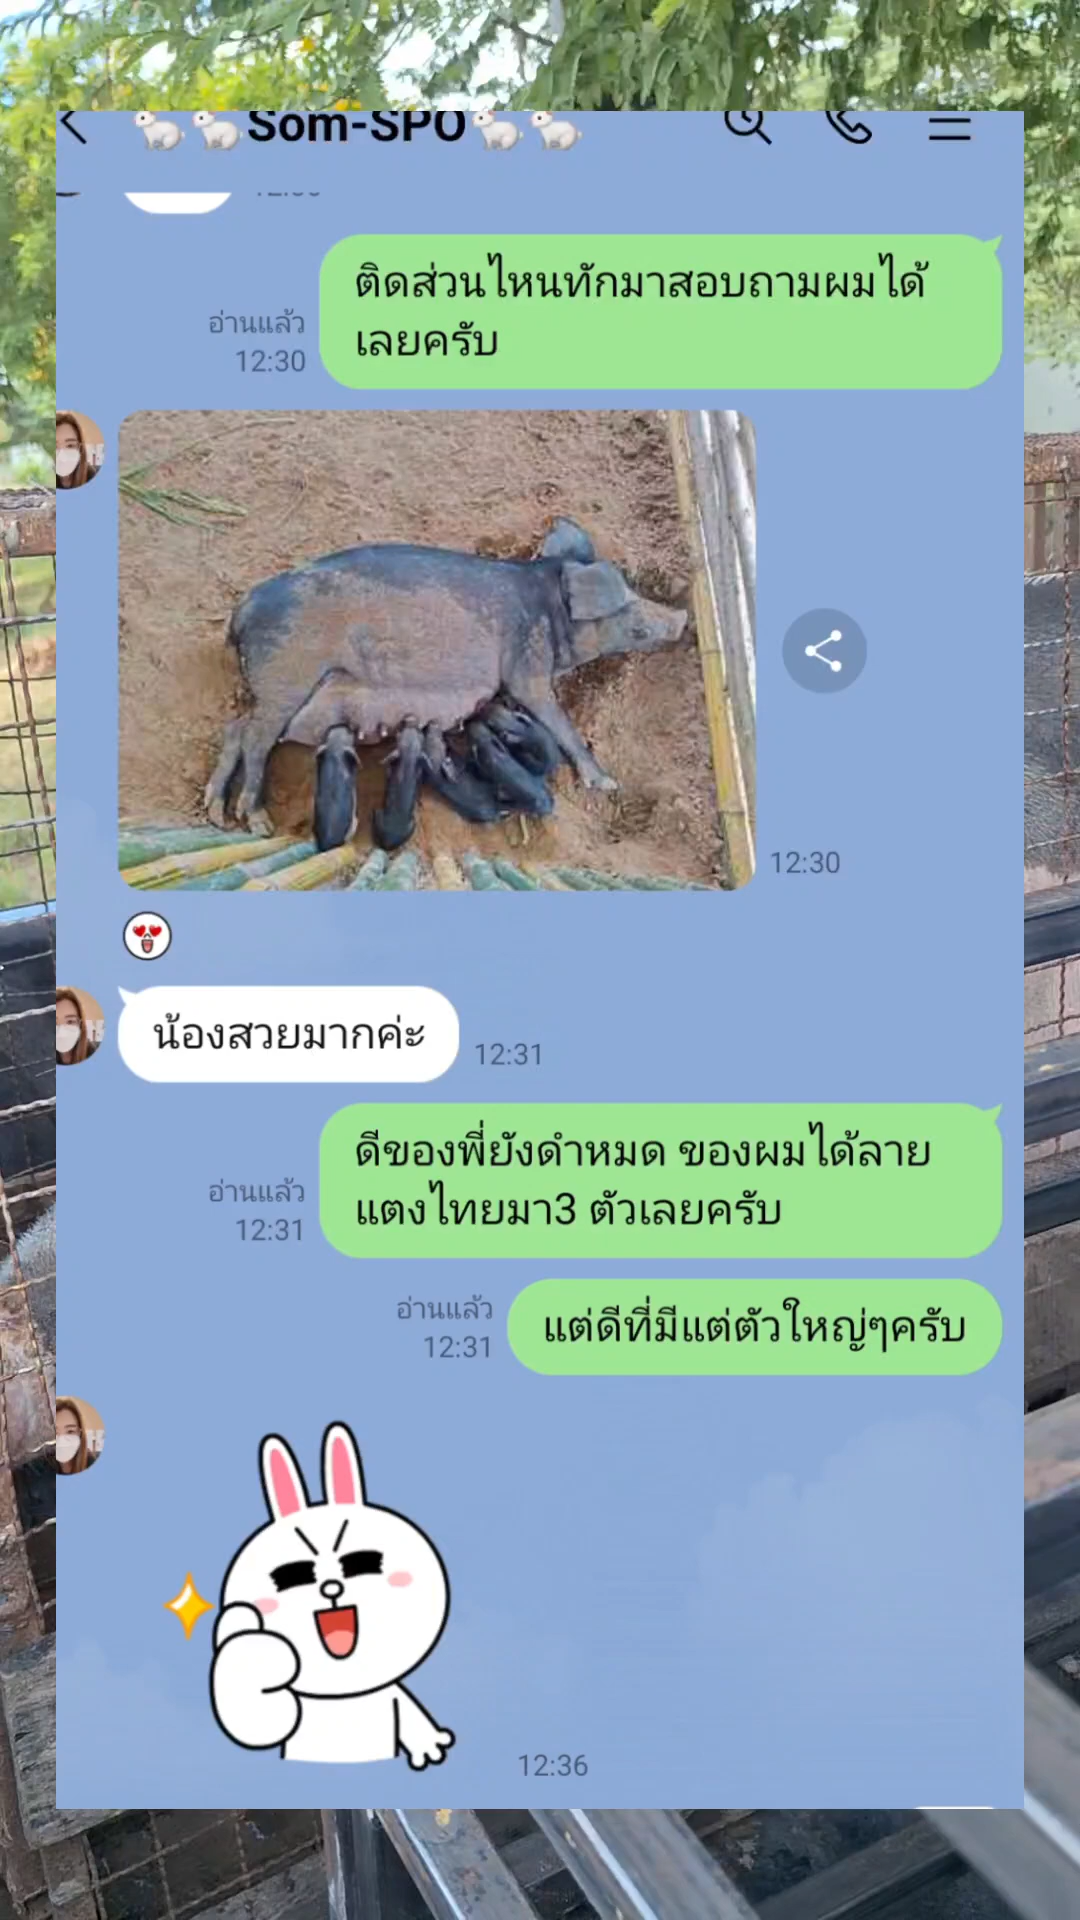 Som-SPO
ติดส่วนไหนทักมาสอบถามผมได้
เลยครับ
อ่านแล้ว
12:30
12:30
น้องสวยมากค่ะ
12:31
ดีของพี่ยังดำหมด ของผมได้ลาย
แตงไทยมา3 ตัวเลยครับ
อ่านแล้ว
12:31
แต่ดีที่มีแต่ตัวใหญ่ๆครับ
อ่านแล้ว
12:31
12:36